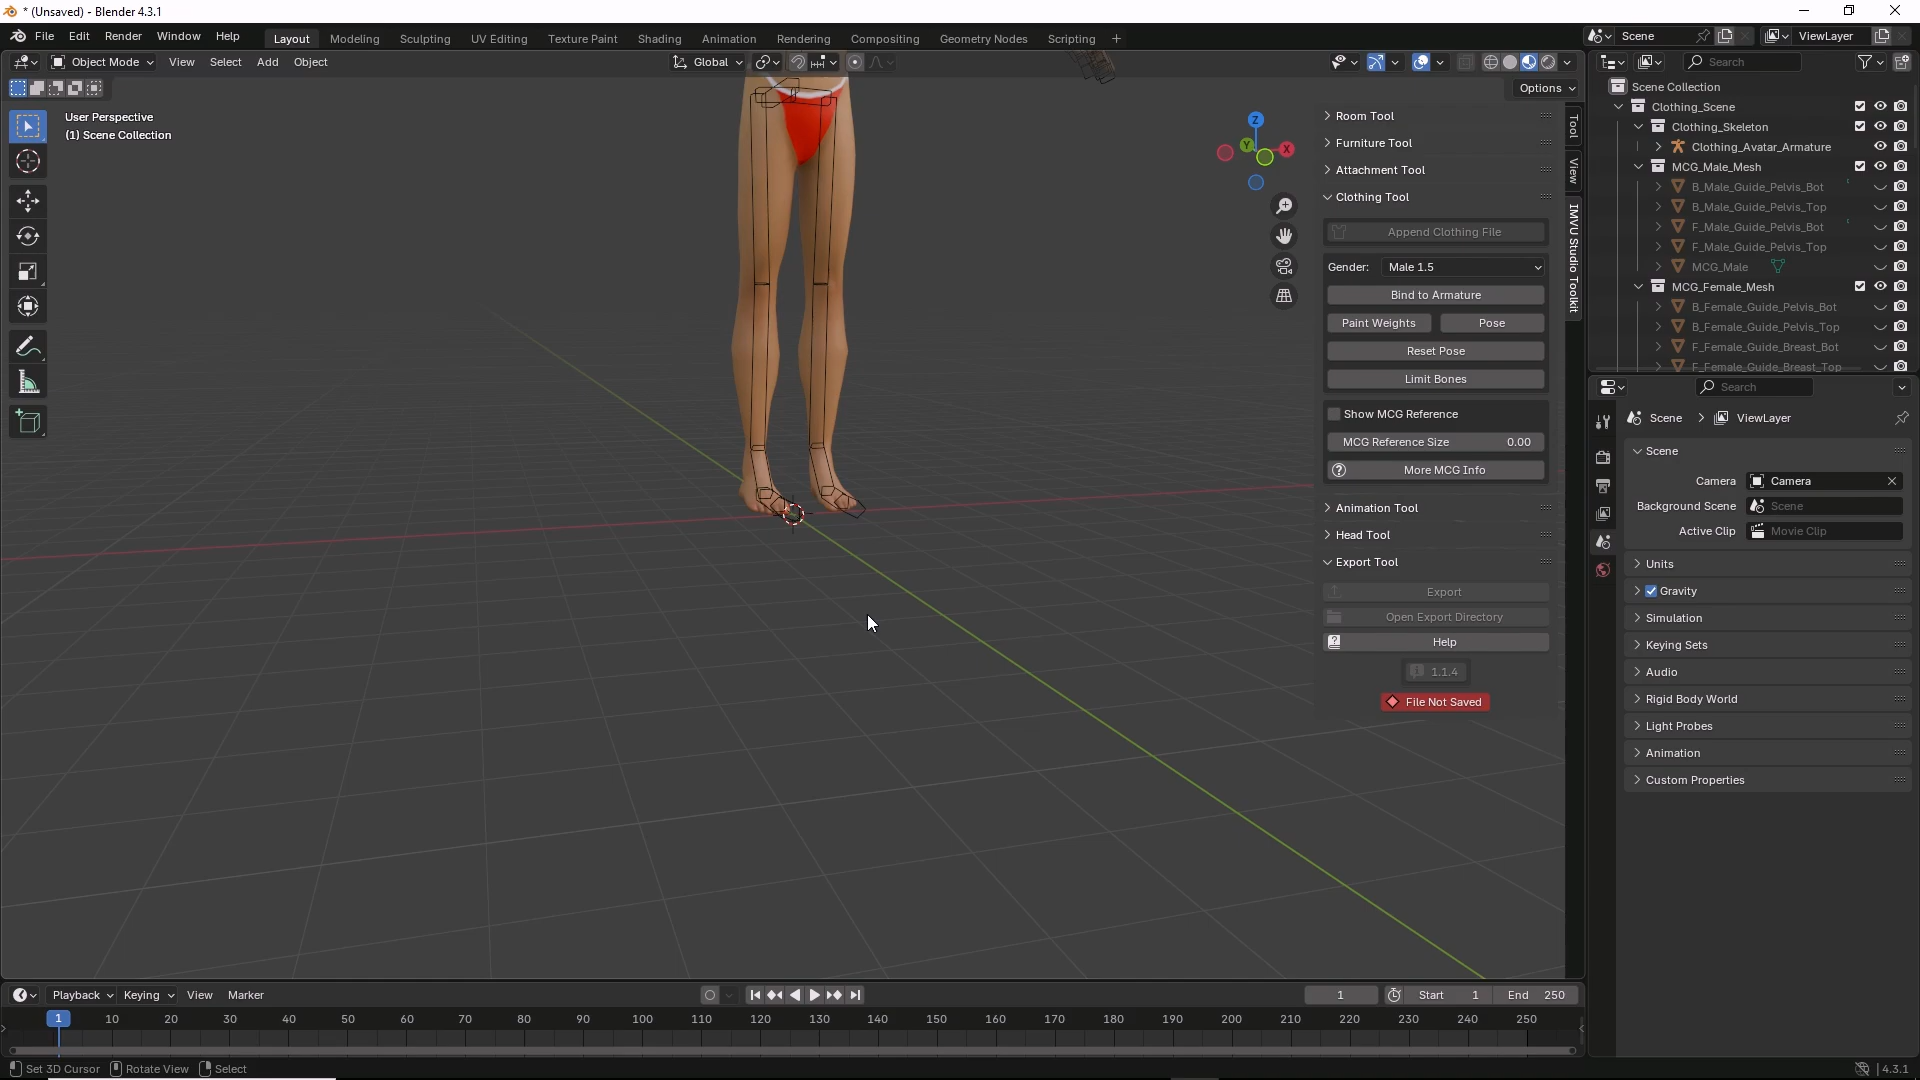 * (Unsaved) - Blender 4.3.1
File Edit Render Window Help
Layout Modeling Sculpting UV Editing Texture Paint Shading Animation Rendering Compositing Geometry Nodes Scripting +
Scene
ViewLayer
Object Mode View Select Add Object
Global
Options
User Perspective
(1) Scene Collection
Z
Y
X
Room Tool
Furniture Tool
Attachment Tool
Clothing Tool
Append Clothing File
Gender: Male 1.5
Bind to Armature
Paint Weights Pose
Reset Pose
Limit Bones
Show MCG Reference
MCG Reference Size 0.00
More MCG Info
Animation Tool
Head Tool
Export Tool
Export
Open Export Directory
Help
1.1.4
File Not Saved
Tool
View
IMVU Studio Toolkit
Search
Scene Collection
Clothing_Scene
Clothing_Skeleton
Clothing_Avatar_Armature
MCG_Male_Mesh
B_Male_Guide_Pelvis_Bot
B_Male_Guide_Pelvis_Top
F_Male_Guide_Pelvis_Bot
F_Male_Guide_Pelvis_Top
MCG_Male
MCG_Female_Mesh
B_Female_Guide_Pelvis_Bot
B_Female_Guide_Pelvis_Top
F_Female_Guide_Breast_Bot
F_Female_Guide_Breast_Top
Search
Scene > ViewLayer
Scene
Camera Camera
Background Scene Scene
Active Clip Movie Clip
Units
Gravity
Simulation
Keying Sets
Audio
Rigid Body World
Light Probes
Animation
Custom Properties
Playback Keying View Marker
1 Start 1 End 250
1 10 20 30 40 50 60 70 80 90 100 110 120 130 140 150 160 170 180 190 200 210 220 230 240 250
Set 3D Cursor Rotate View Select
4.3.1